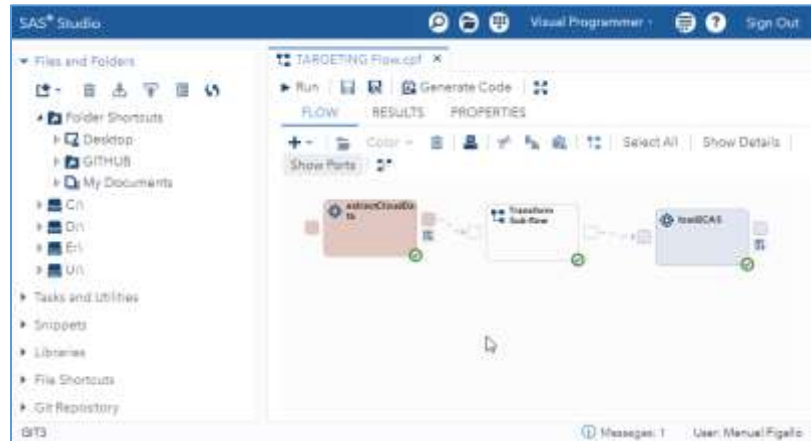 SAS® Studio
Visual Programmer
Sign Out
Files and Folders
Folder Shortcuts
Desktop
GITHUB
My Documents
C:\
D:\
E:\
U:\
Tasks and Utilities
Snippets
Libraries
File Shortcuts
Git Repository
TARGETING Flow.cpf
Run
Generate Code
FLOW RESULTS PROPERTIES
Color
Select All Show Details
Show Ports
extractCloudDa
ta
Transform
Sub-flow
loadCAS
Messages: 1 User: Manuel Figallo